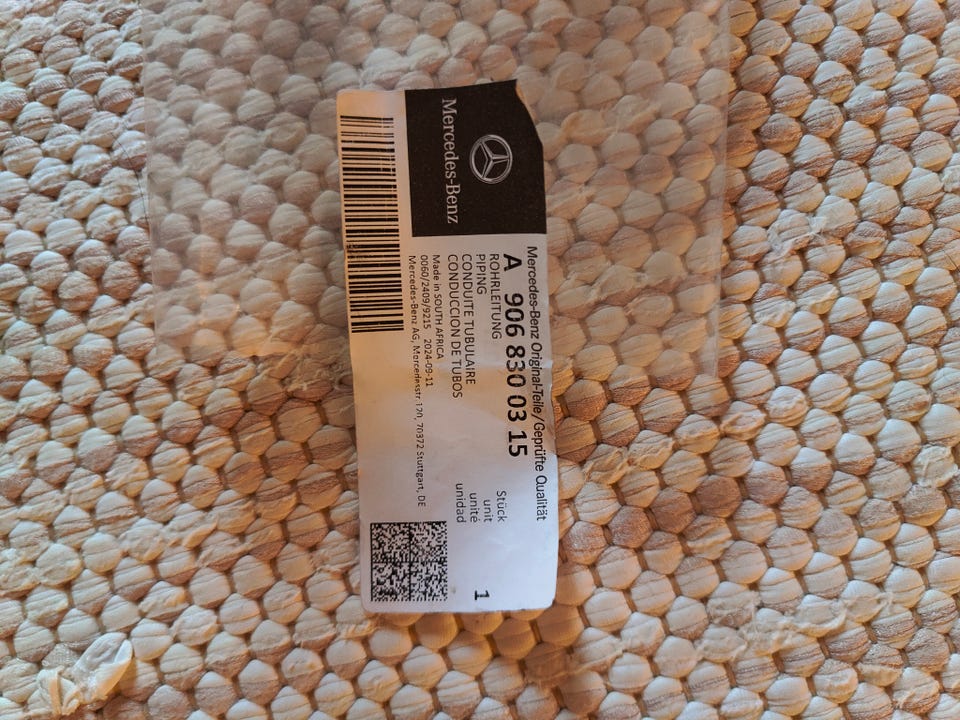 Mercedes-Benz
Mercedes-Benz Original-Teile/Geprüfte Qualität
A 906 830 03 15
ROHRLEITUNG
PIPING
CONDUITE TUBULAIRE
CONDUCCION DE TUBOS
Stück
unit
unité
unidad
1
Made in SOUTH AFRICA
0060/2409/9215 2024-09-11
Mercedes-Benz AG, Mercedesstr. 120, 70372 Stuttgart, DE